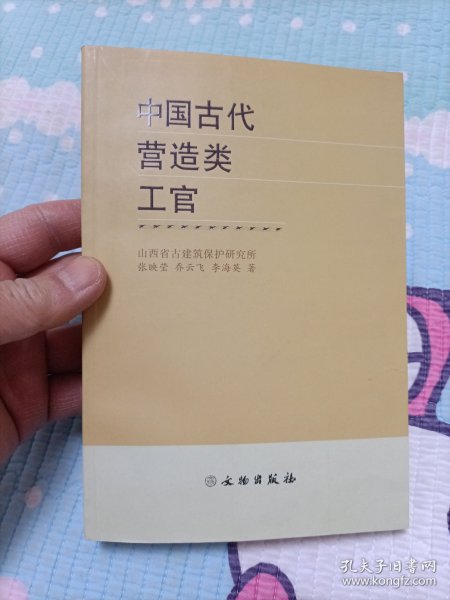 中国古代
营造类
工官
山西省古建筑保护研究所
张映莹 乔云飞 李海英 著
文物出版社
孔夫子旧书网
www.kongfz.com